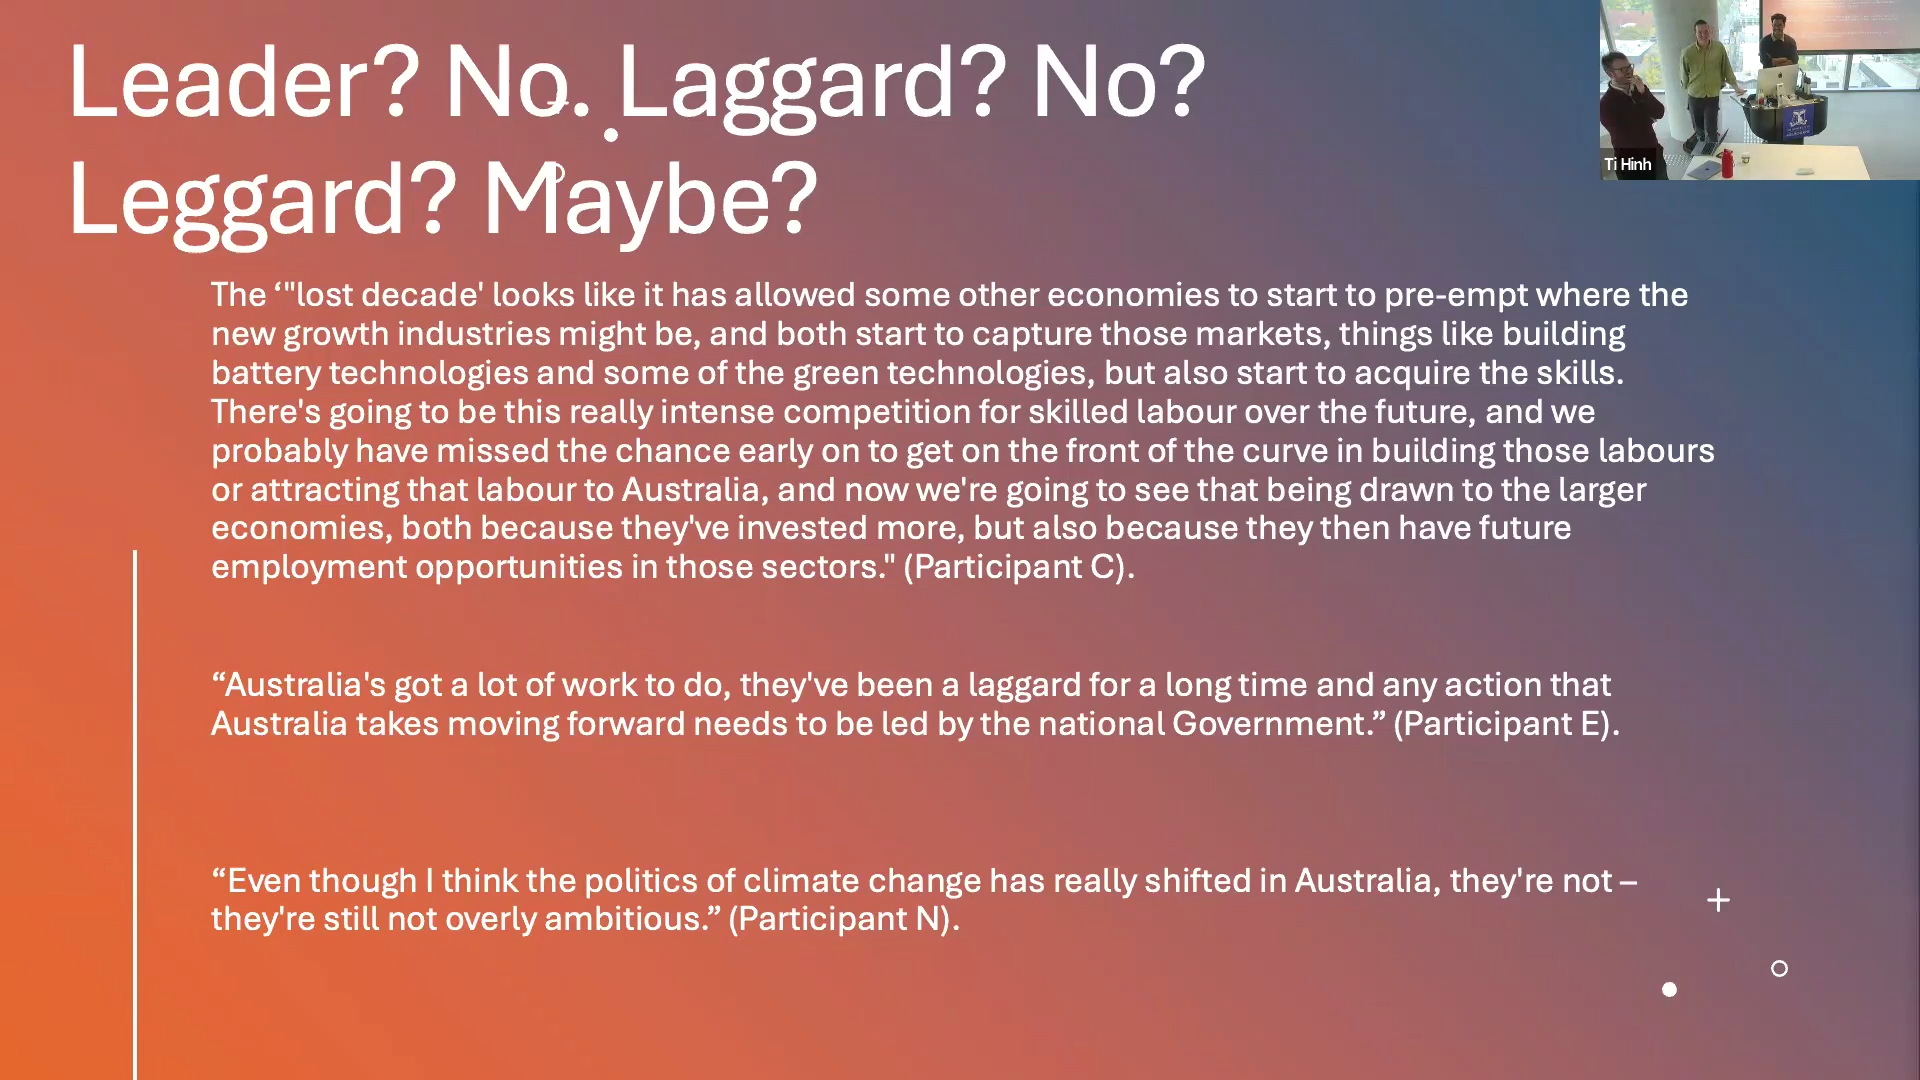 Leader? No. Laggard? No?
Leggard? Maybe?
Ti Hinh
The ‘"lost decade' looks like it has allowed some other economies to start to pre-empt where the
new growth industries might be, and both start to capture those markets, things like building
battery technologies and some of the green technologies, but also start to acquire the skills.
There's going to be this really intense competition for skilled labour over the future, and we
probably have missed the chance early on to get on the front of the curve in building those labours
or attracting that labour to Australia, and now we're going to see that being drawn to the larger
economies, both because they've invested more, but also because they then have future
employment opportunities in those sectors." (Participant C).
“Australia's got a lot of work to do, they've been a laggard for a long time and any action that
Australia takes moving forward needs to be led by the national Government.” (Participant E).
“Even though I think the politics of climate change has really shifted in Australia, they're not –
they're still not overly ambitious.” (Participant N).